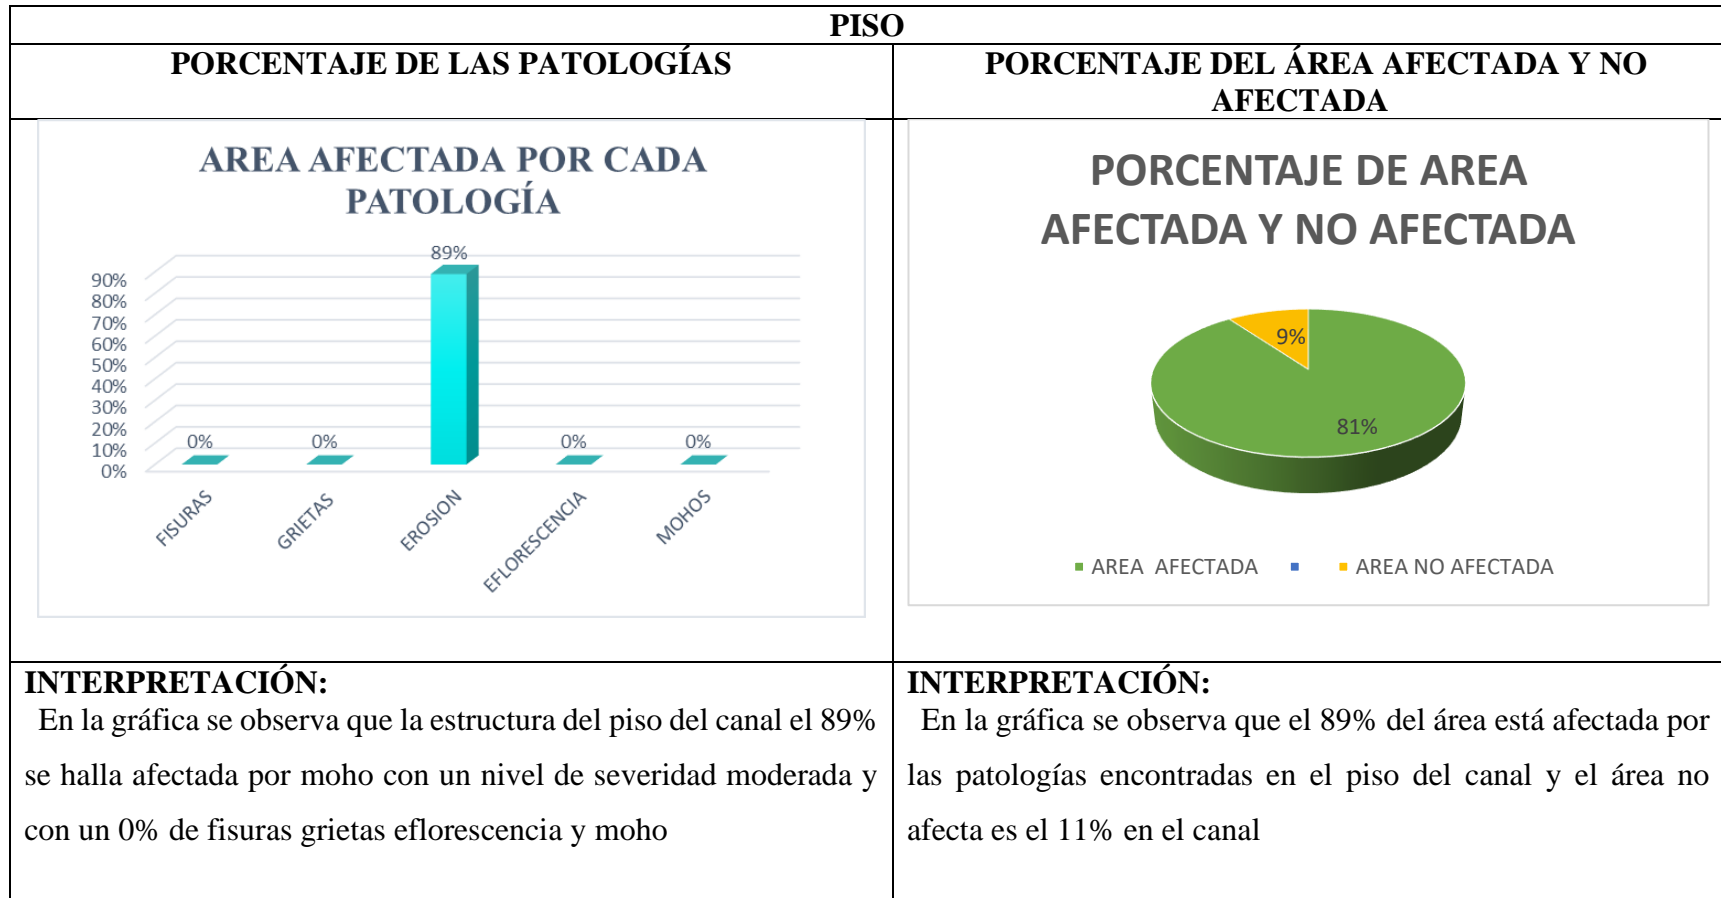 PISO
PORCENTAJE DE LAS PATOLOGÍAS
PORCENTAJE DEL ÁREA AFECTADA Y NO
AFECTADA
AREA AFECTADA POR CADA
PATOLOGÍA
89%
90%
80%
70%
60%
50%
40%
30%
20%
10%
0%
0%
0%
0%
0%
FISURAS
GRIETAS
EROSION
EFLORESCENCIA
MOHOS
PORCENTAJE DE AREA
AFECTADA Y NO AFECTADA
9%
81%
AREA AFECTADA
AREA NO AFECTADA
INTERPRETACIÓN:
En la gráfica se observa que la estructura del piso del canal el 89%
se halla afectada por moho con un nivel de severidad moderada y
con un 0% de fisuras grietas eflorescencia y moho
INTERPRETACIÓN:
En la gráfica se observa que el 89% del área está afectada por
las patologías encontradas en el piso del canal y el área no
afecta es el 11% en el canal